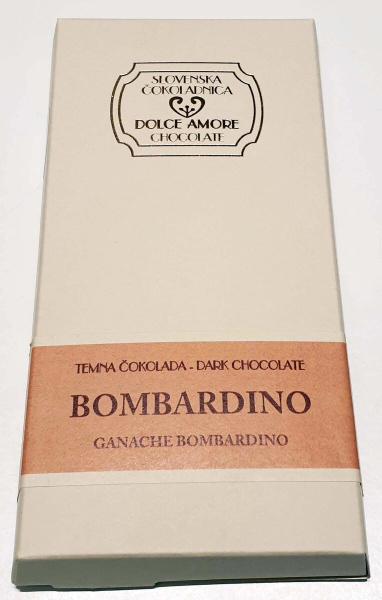 SLOVENSKA
ČOKOLADNICA
DOLCE AMORE
CHOCOLATE
TEMNA ČOKOLADA - DARK CHOCOLATE
BOMBARDINO
GANACHE BOMBARDINO